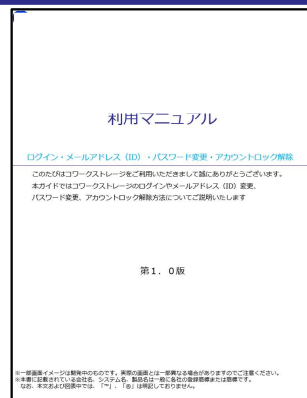 利用マニュアル
ログイン・メールアドレス（ID）・パスワード変更・アカウントロック解除
このたびはコワークストレージをご利用いただきまして誠にありがとうございます。
本ガイドではコワークストレージのログインやメールアドレス（ID）変更、
パスワード変更、アカウントロック解除方法についてご説明いたします
第１．０版
※一部画面イメージは開発中のものです。実際の画面とは一部異なる場合がありますのでご注意ください。
※本書に記載されている会社名、システム名、製品名は一般に各社の登録商標または商標です。
なお、本文および図表中では、「™」、「®」は明記しておりません。